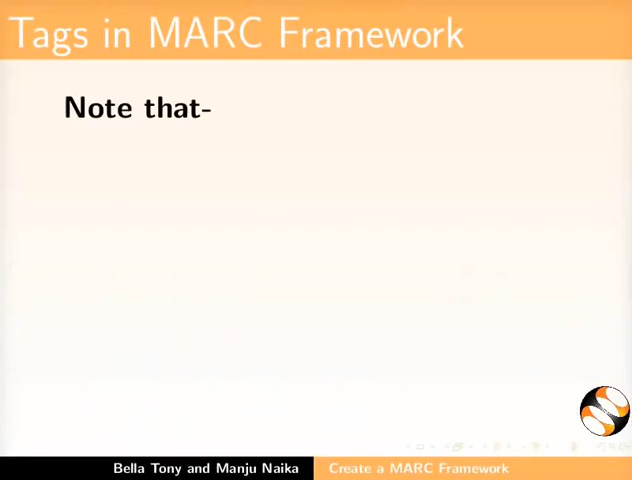 Tags in MARC Framework
Note that-
Bella Tony and Manju Naika
Create a MARC Framework